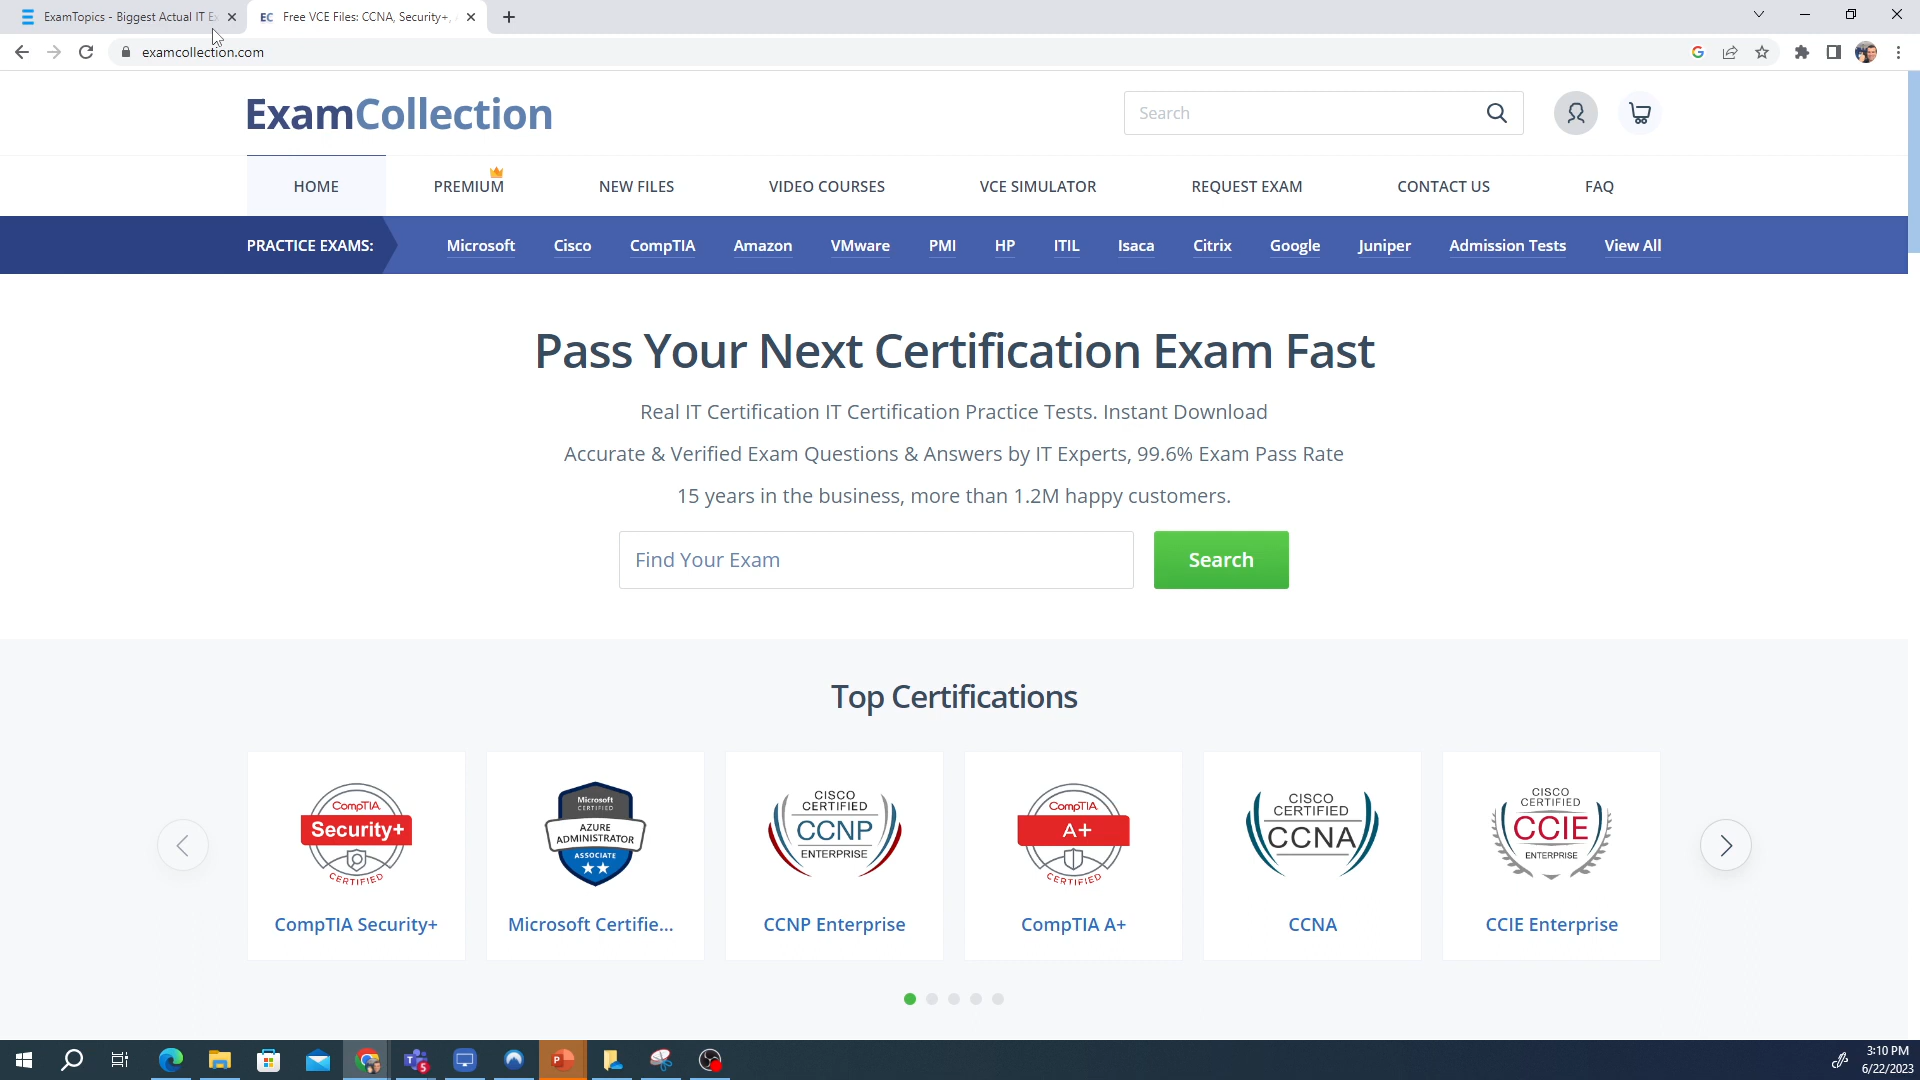 ExamTopics - Biggest Actual IT Ex
EC Free VCE Files: CCNA, Security+,
examcollection.com
ExamCollection
Search
HOME
PREMIUM
NEW FILES
VIDEO COURSES
VCE SIMULATOR
REQUEST EXAM
CONTACT US
FAQ
PRACTICE EXAMS:
Microsoft
Cisco
CompTIA
Amazon
VMware
PMI
HP
ITIL
Isaca
Citrix
Google
Juniper
Admission Tests
View All
Pass Your Next Certification Exam Fast
Real IT Certification IT Certification Practice Tests. Instant Download
Accurate & Verified Exam Questions & Answers by IT Experts, 99.6% Exam Pass Rate
15 years in the business, more than 1.2M happy customers.
Find Your Exam
Search
Top Certifications
CompTIA
Security+
CERTIFIED
CompTIA Security+
Microsoft
CERTIFIED
AZURE
ADMINISTRATOR
ASSOCIATE
Microsoft Certifie...
CISCO
CERTIFIED
CCNP
ENTERPRISE
CCNP Enterprise
CompTIA
A+
CERTIFIED
CompTIA A+
CISCO
CERTIFIED
CCNA
CCNA
CISCO
CERTIFIED
CCIE
ENTERPRISE
CCIE Enterprise
T
5
P
3:10 PM
6/22/2023